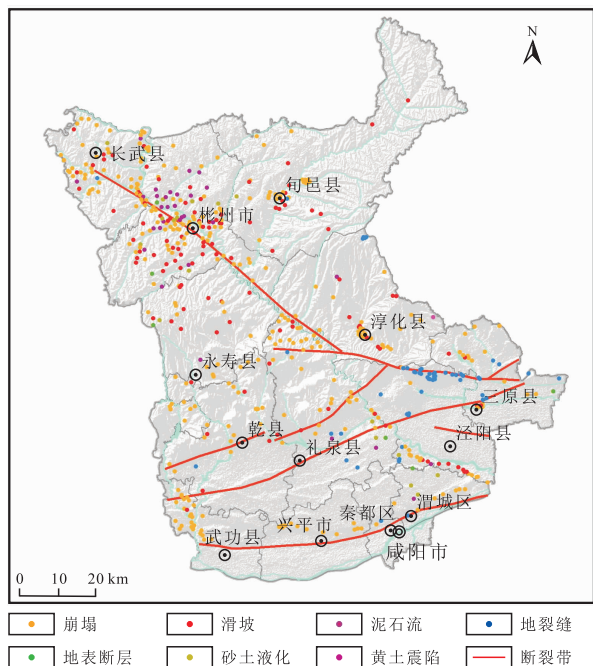 N
长武县
旬邑县
彬州市
淳化县
永寿县
三原县
乾县
泾阳县
礼泉县
渭城区
秦都区
兴平市
武功县
咸阳市
0 10 20 km
崩塌 滑坡 泥石流 地裂缝
地表断层 砂土液化 黄土震陷 断裂带